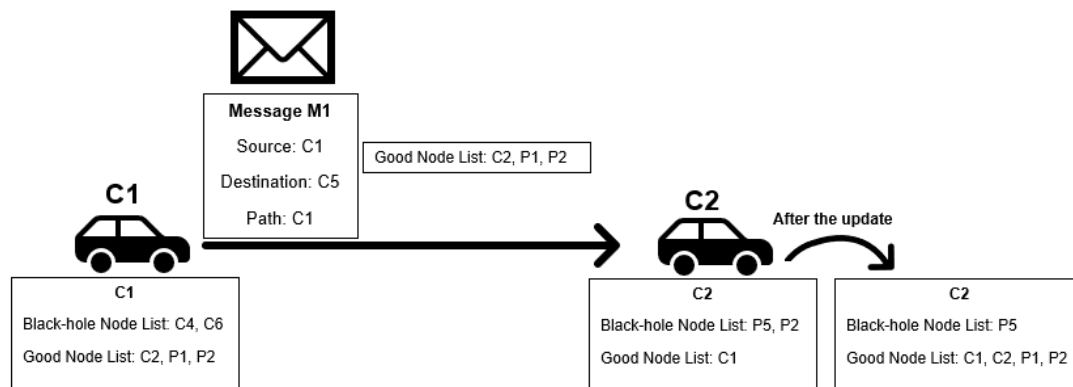 Message M1
Source: C1
Destination: C5
Path: C1
Good Node List: C2, P1, P2
C1
C2
After the update
C1
Black-hole Node List: C4, C6
Good Node List: C2, P1, P2
C2
Black-hole Node List: P5, P2
Good Node List: C1
C2
Black-hole Node List: P5
Good Node List: C1, C2, P1, P2